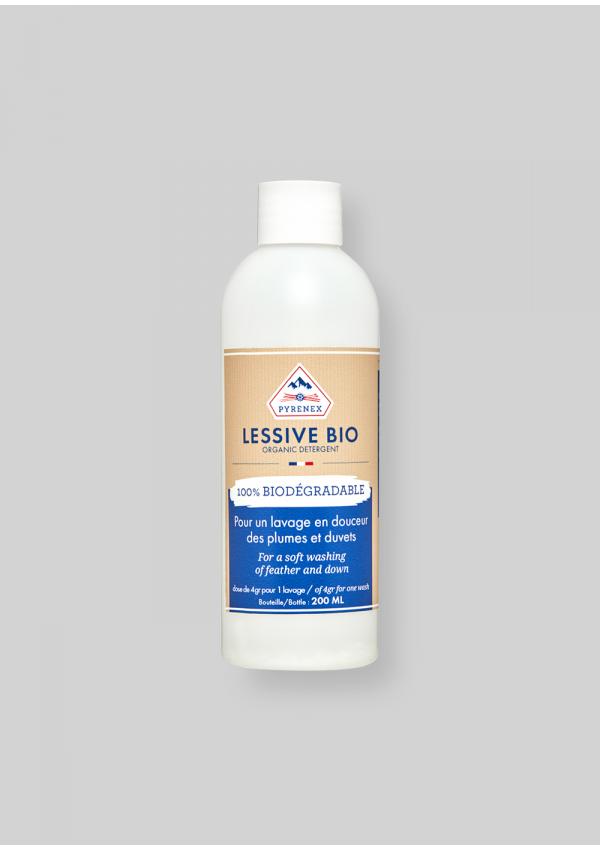 PYRENEX
LESSIVE BIO
ORGANIC DETERGENT
100% BIODÉGRADABLE
Pour un lavage en douceur
des plumes et duvets
For a soft washing
of feather and down
dose de 4gr pour 1 lavage / of 4gr for one wash
Bouteille/Bottle : 200 ML